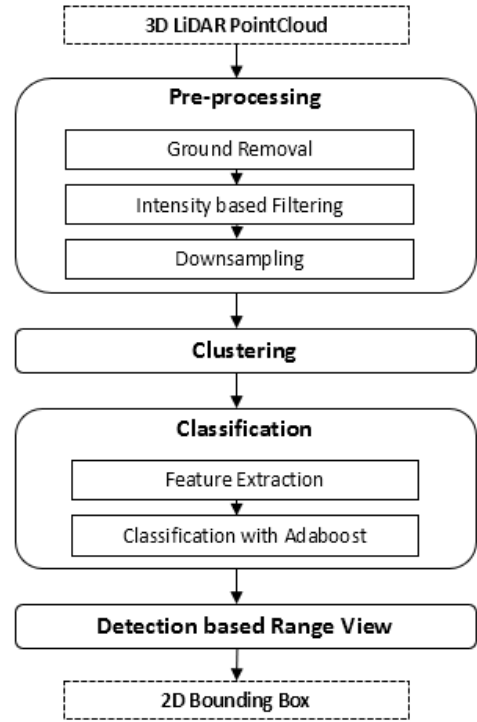 3D LiDAR PointCloud
Pre-processing
Ground Removal
Intensity based Filtering
Downsampling
Clustering
Classification
Feature Extraction
Classification with Adaboost
Detection based Range View
2D Bounding Box